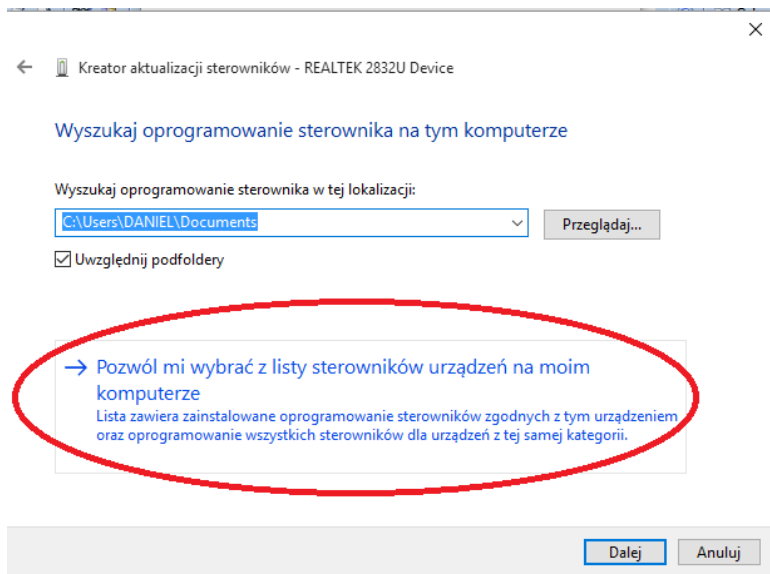 Kreator aktualizacji sterowników - REALTEK 2832U Device
Wyszukaj oprogramowanie sterownika na tym komputerze
Wyszukaj oprogramowanie sterownika w tej lokalizacji:
C:\Users\DANIEL\Documents
Przeglądaj...
Uwzględnij podfoldery
Pozwól mi wybrać z listy sterowników urządzeń na moim
komputerze
Lista zawiera zainstalowane oprogramowanie sterowników zgodnych z tym urządzeniem
oraz oprogramowanie wszystkich sterowników dla urządzeń z tej samej kategorii.
Dalej
Anuluj